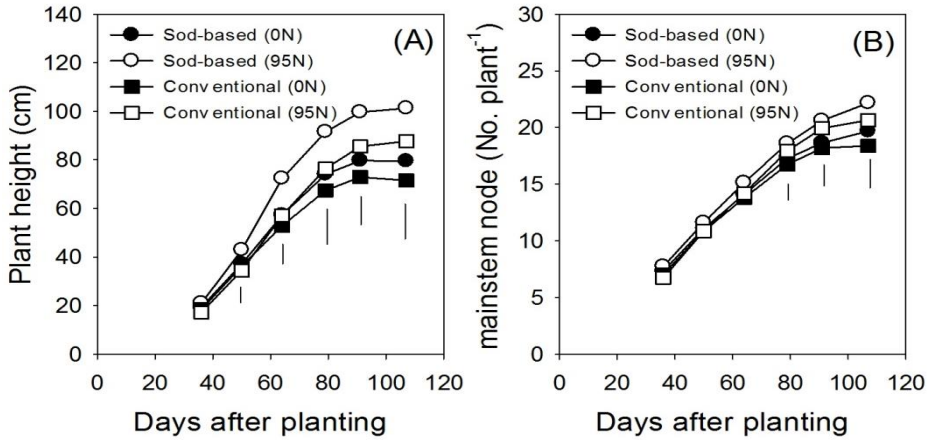 140
120
100
80
60
40
20
0
Plant height (cm)
Sod-based (0N)
Sod-based (95N)
Conventional (0N)
Conventional (95N)
(A)
0 20 40 60 80 100 120
Days after planting
30
25
20
15
10
5
0
mainstem node (No. plant-1)
Sod-based (0N)
Sod-based (95N)
Conventional (0N)
Conventional (95N)
(B)
0 20 40 60 80 100 120
Days after planting